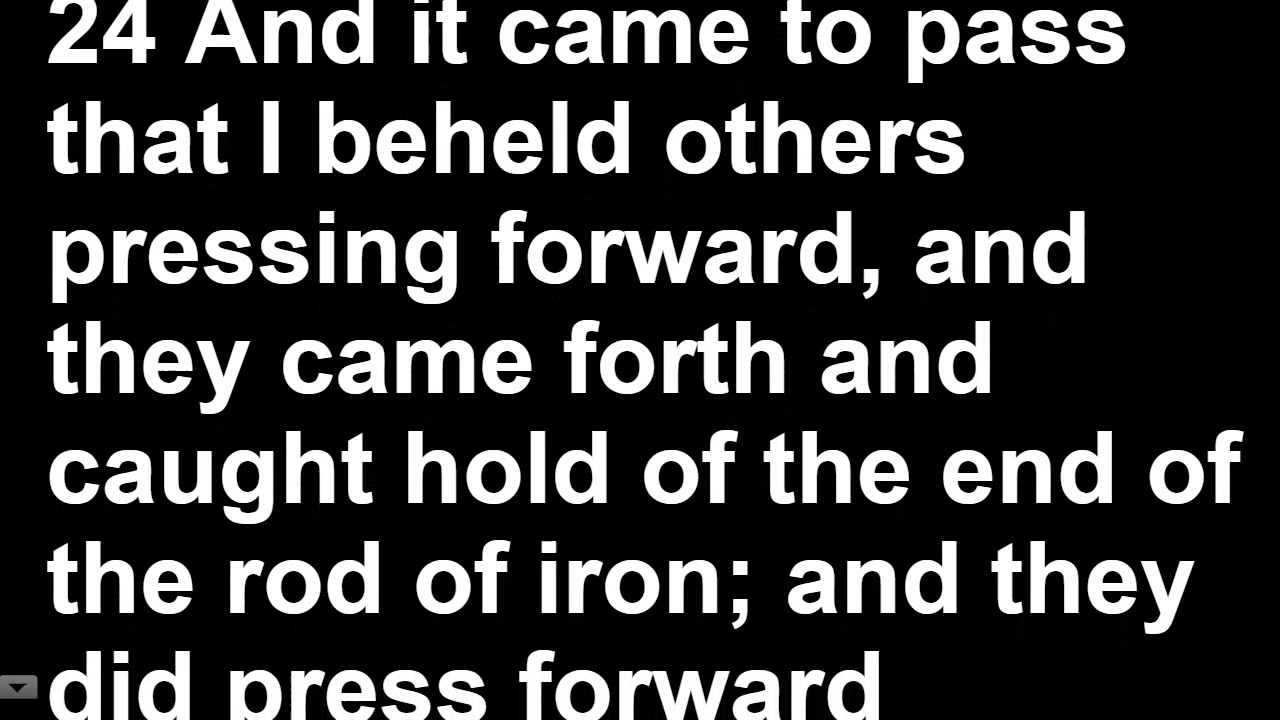 24 And it came to pass
that I beheld others
pressing forward, and
they came forth and
caught hold of the end of
the rod of iron; and they
did press forward